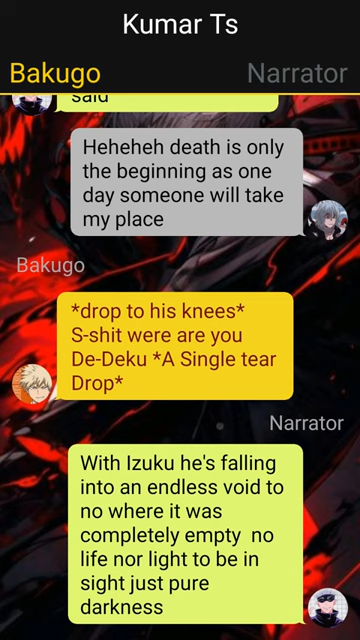 Kumar Ts
Bakugo
Narrator
said
Heheheh death is only
the beginning as one
day someone will take
my place
Bakugo
*drop to his knees*
S-shit were are you
De-Deku *A Single tear
Drop*
Narrator
With Izuku he's falling
into an endless void to
no where it was
completely empty  no
life nor light to be in
sight just pure
darkness